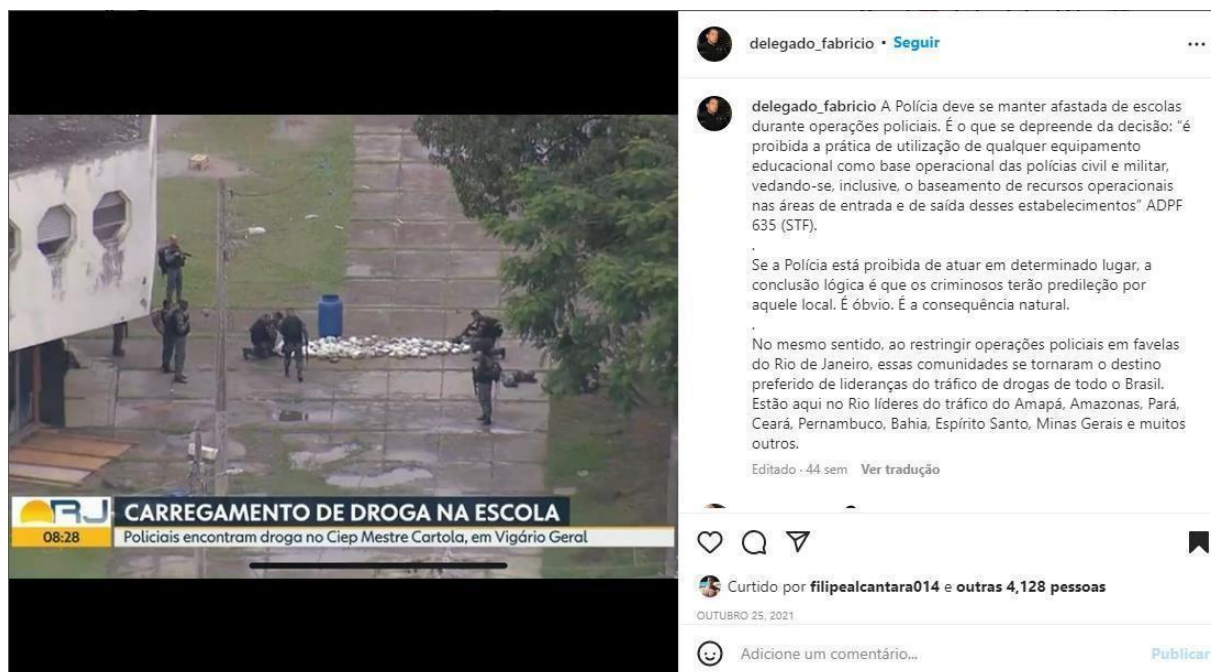 delegado_fabricio • Seguir
delegado_fabricio A Polícia deve se manter afastada de escolas
durante operações policiais. É o que se depreende da decisão: "é
proibida a prática de utilização de qualquer equipamento
educacional como base operacional das polícias civil e militar,
vedando-se, inclusive, o baseamento de recursos operacionais
nas áreas de entrada e de saída desses estabelecimentos" ADPF
635 (STF).
.
Se a Polícia está proibida de atuar em determinado lugar, a
conclusão lógica é que os criminosos terão predileção por
aquele local. É óbvio. É a consequência natural.
.
No mesmo sentido, ao restringir operações policiais em favelas
do Rio de Janeiro, essas comunidades se tornaram o destino
preferido de lideranças do tráfico de drogas de todo o Brasil.
Estão aqui no Rio líderes do tráfico do Amapá, Amazonas, Pará,
Ceará, Pernambuco, Bahia, Espírito Santo, Minas Gerais e muitos
outros.
Editado · 44 sem Ver tradução
RJ
CARREGAMENTO DE DROGA NA ESCOLA
08:28
Policiais encontram droga no Ciep Mestre Cartola, em Vigário Geral
Curtido por filipealcantara014 e outras 4,128 pessoas
OUTUBRO 25, 2021
Adicione um comentário...
Publicar